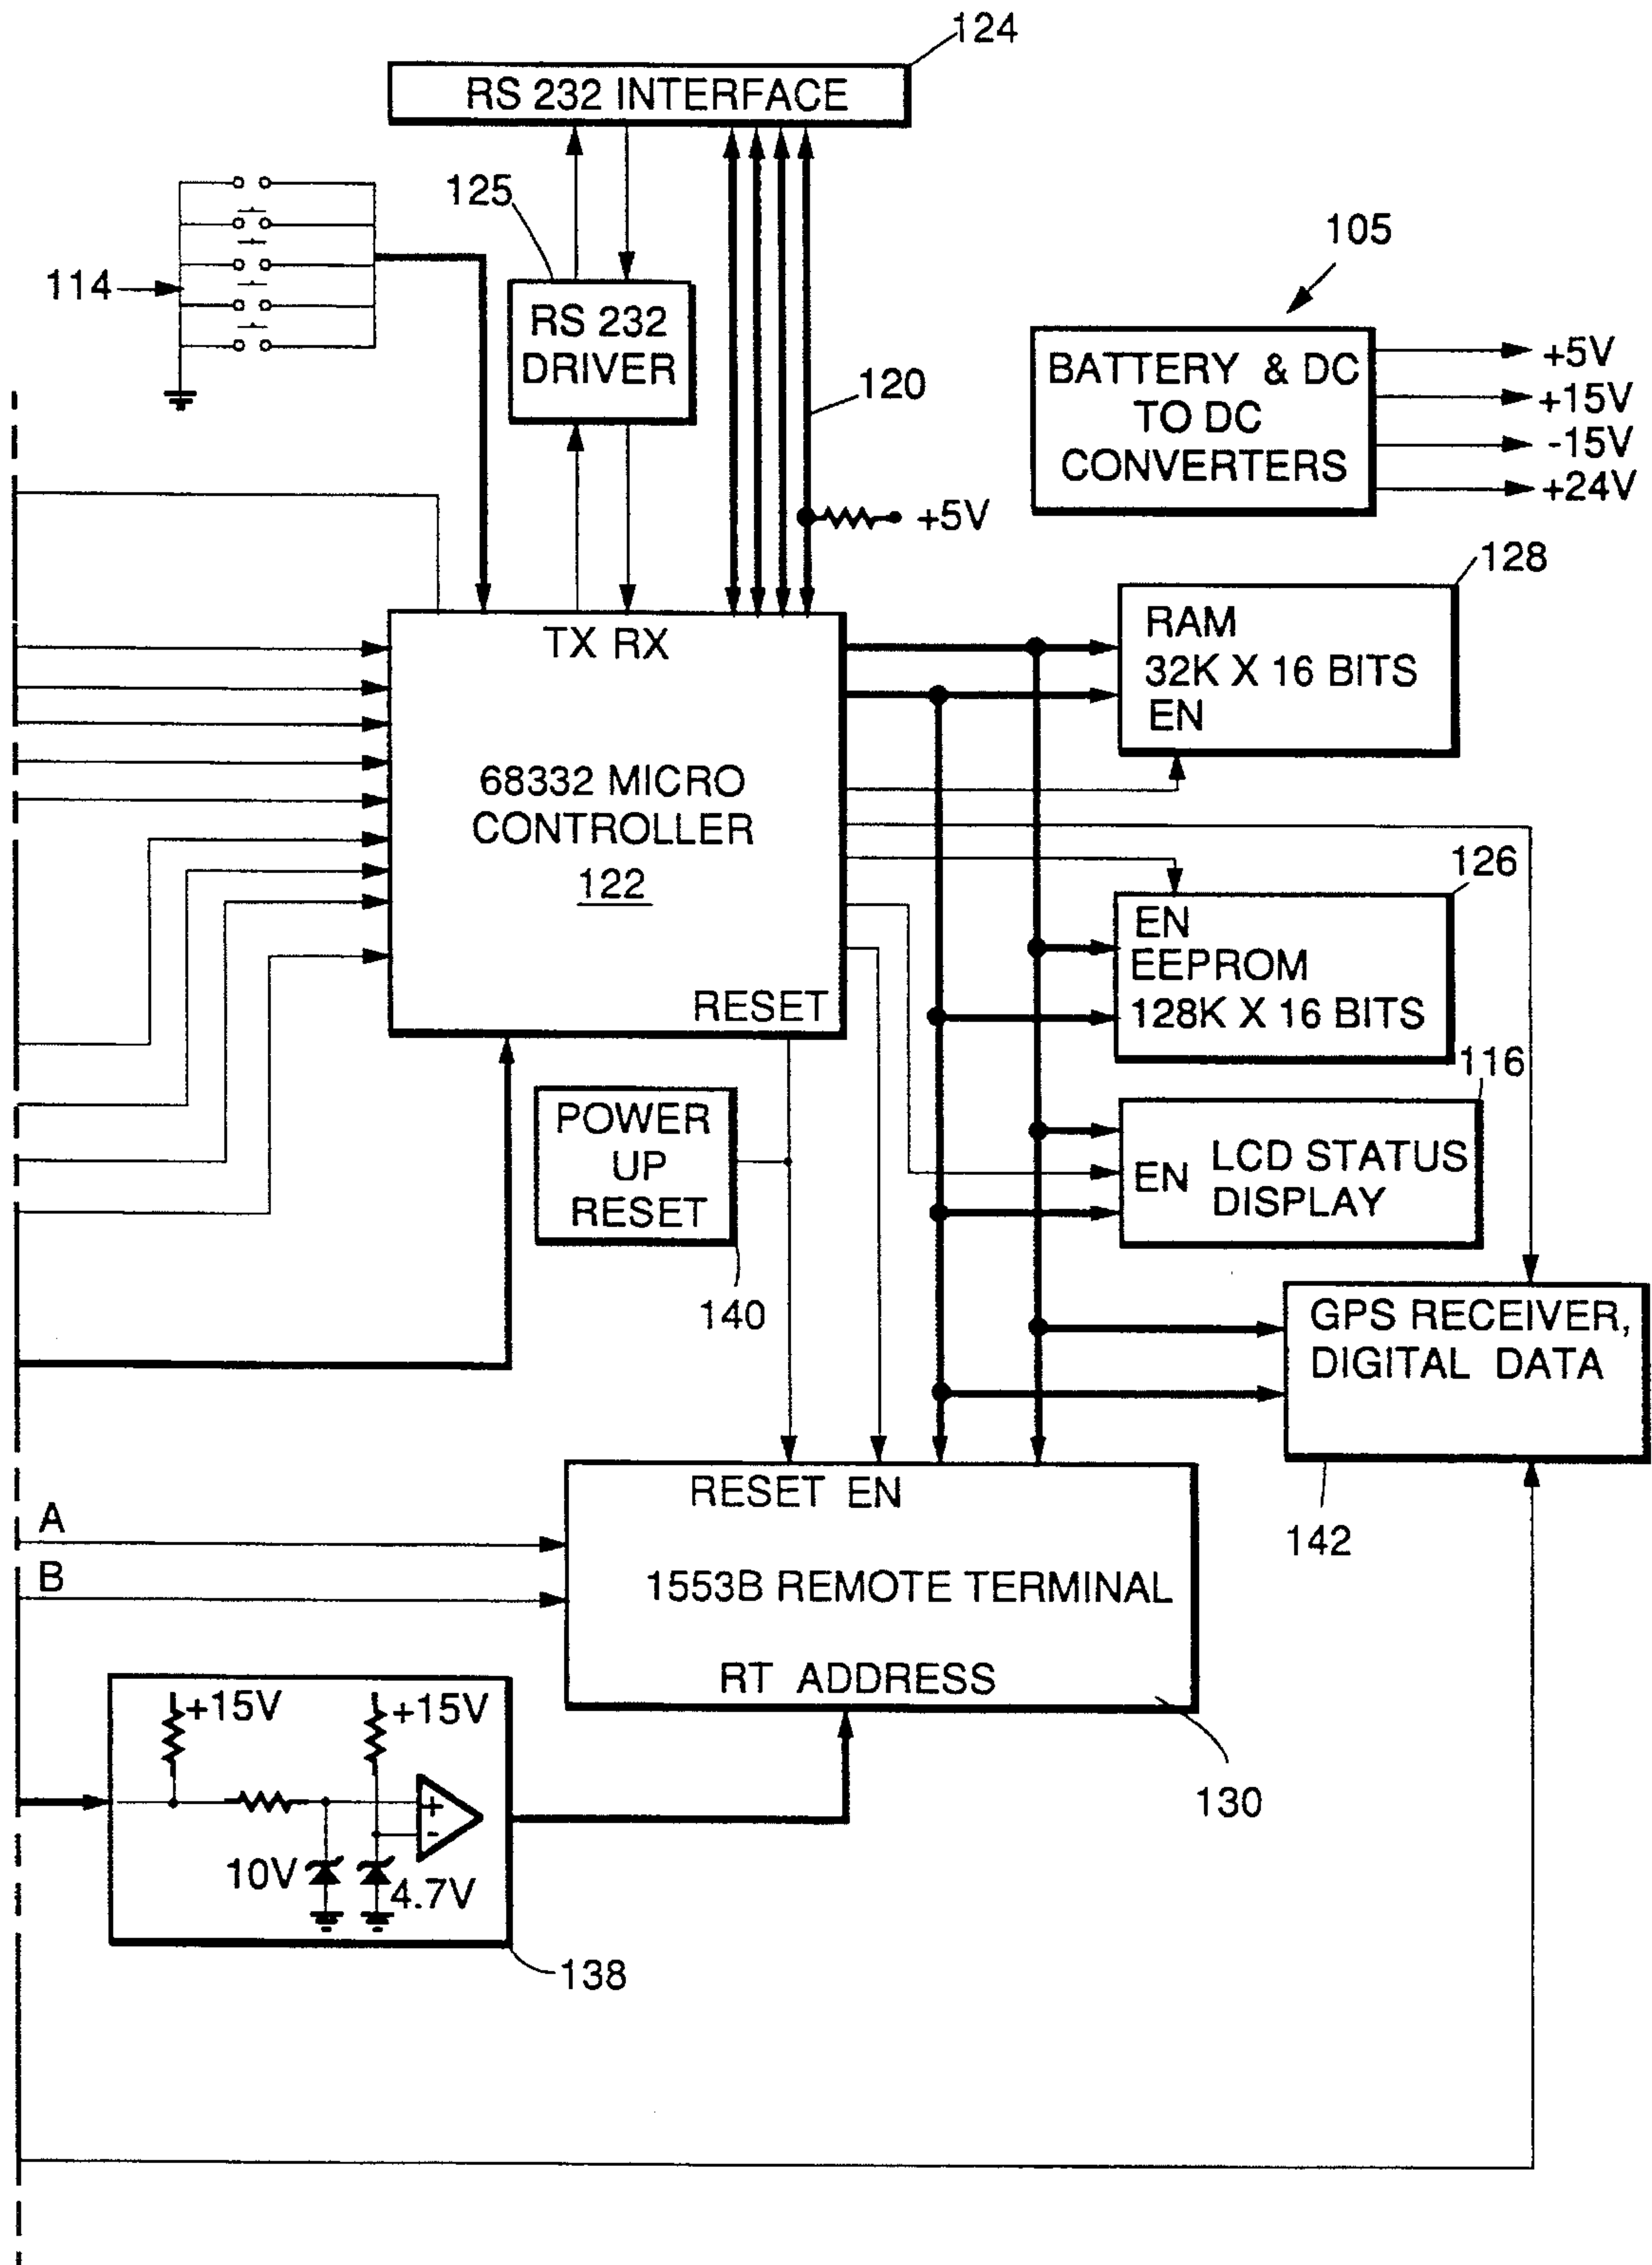 124
RS 232 INTERFACE
125
114
RS 232
DRIVER
120
105
BATTERY & DC
TO DC
CONVERTERS
+5V
+15V
-15V
+24V
+5V
128
TX RX
RAM
32K X 16 BITS
EN
68332 MICRO
CONTROLLER
122
RESET
126
EN
EEPROM
128K X 16 BITS
116
EN
LCD STATUS
DISPLAY
POWER
UP
RESET
140
GPS RECEIVER,
DIGITAL DATA
142
A
B
RESET EN
1553B REMOTE TERMINAL
RT ADDRESS
130
+15V
+15V
+
-
10V
4.7V
138